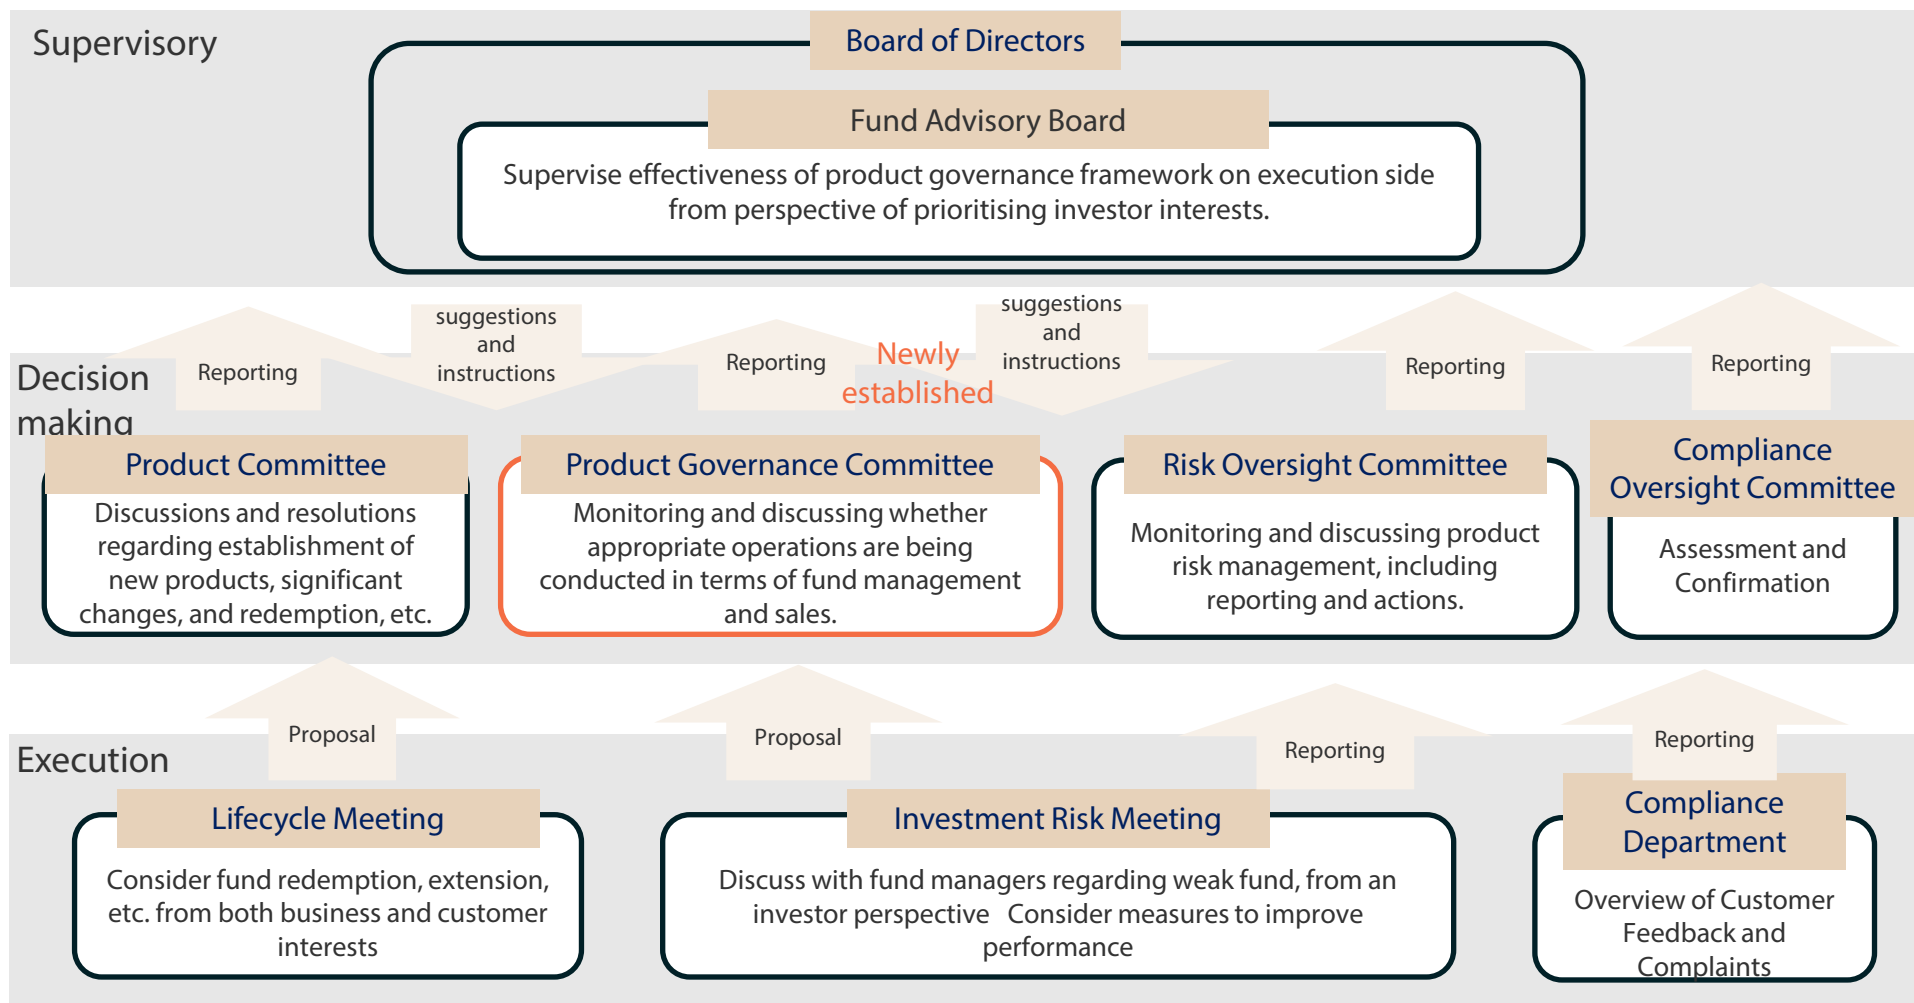 Supervisory
Board of Directors
Fund Advisory Board
Supervise effectiveness of product governance framework on execution side
from perspective of prioritising investor interests.
Reporting
suggestions
and
instructions
Reporting
Newly
established
suggestions
and
instructions
Reporting
Reporting
Decision
making
Product Committee
Discussions and resolutions
regarding establishment of
new products, significant
changes, and redemption, etc.
Product Governance Committee
Monitoring and discussing whether
appropriate operations are being
conducted in terms of fund management
and sales.
Risk Oversight Committee
Monitoring and discussing product
risk management, including
reporting and actions.
Compliance
Oversight Committee
Assessment and
Confirmation
Proposal
Proposal
Reporting
Reporting
Execution
Lifecycle Meeting
Consider fund redemption, extension,
etc. from both business and customer
interests
Investment Risk Meeting
Discuss with fund managers regarding weak fund, from an
investor perspective Consider measures to improve
performance
Compliance
Department
Overview of Customer
Feedback and
Complaints